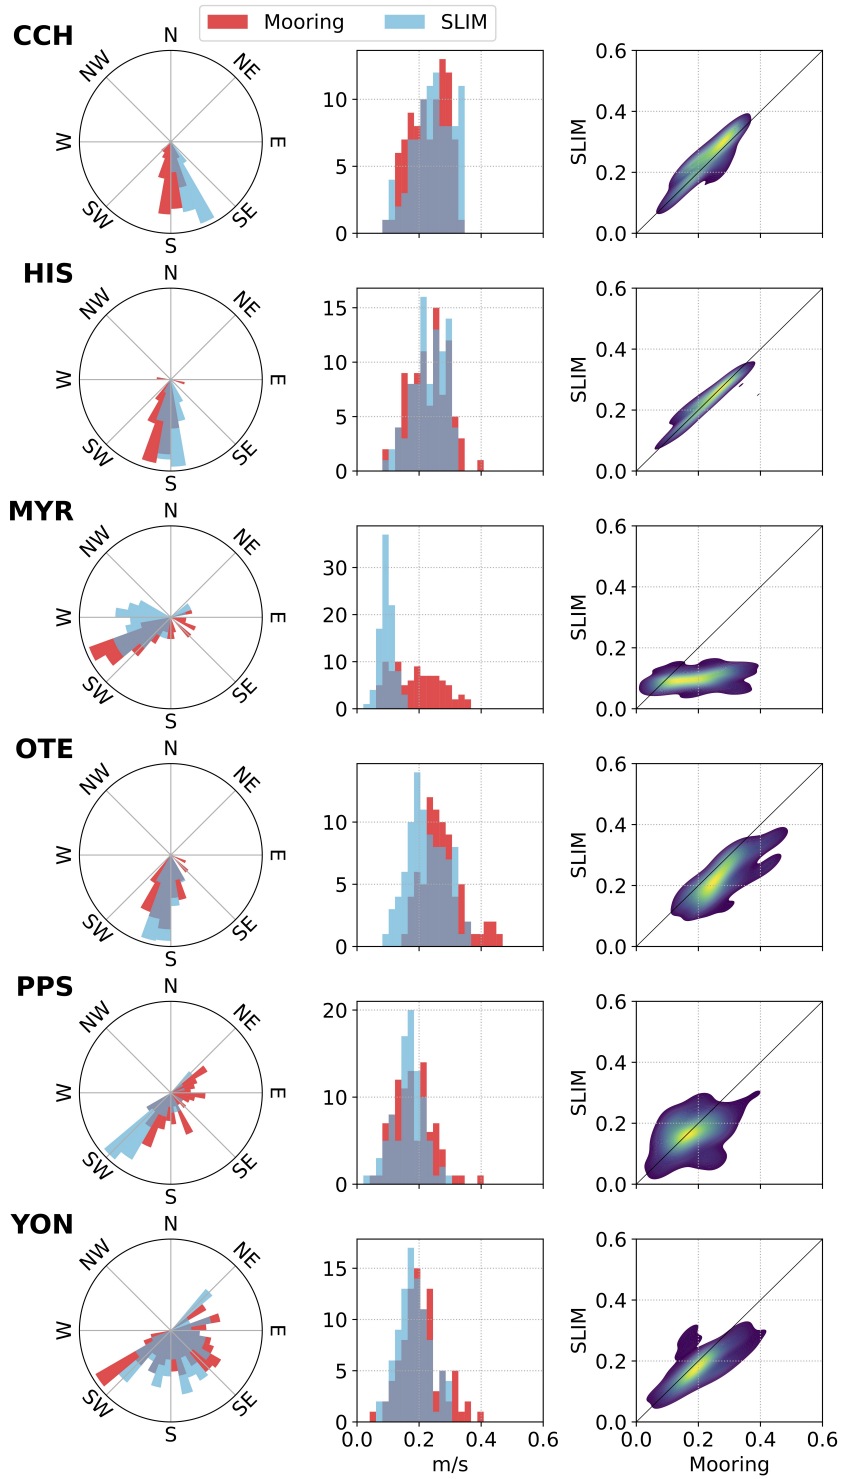 Mooring SLIM
CCH
N
NE
E
SE
S
SW
W
NW
10
5
0
SLIM
0.6
0.4
0.2
0.0
HIS
N
NE
E
SE
S
SW
W
NW
15
10
5
0
SLIM
0.6
0.4
0.2
0.0
MYR
N
NE
E
SE
S
SW
W
NW
30
20
10
0
SLIM
0.6
0.4
0.2
0.0
OTE
N
NE
E
SE
S
SW
W
NW
10
5
0
SLIM
0.6
0.4
0.2
0.0
PPS
N
NE
E
SE
S
SW
W
NW
20
10
0
SLIM
0.6
0.4
0.2
0.0
YON
N
NE
E
SE
S
SW
W
NW
15
10
5
0
0.0 0.2 0.4 0.6
m/s
SLIM
0.6
0.4
0.2
0.0
0.0 0.2 0.4 0.6
Mooring